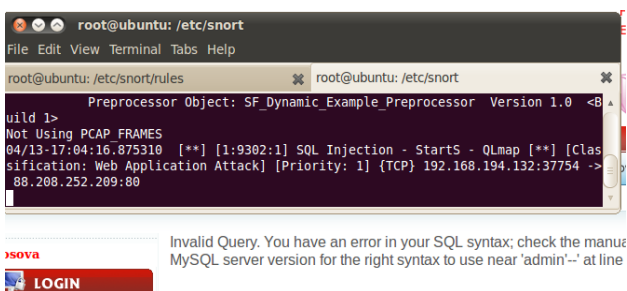 root@ubuntu: /etc/snort
File Edit View Terminal Tabs Help
root@ubuntu: /etc/snort/rules
root@ubuntu: /etc/snort
Preprocessor Object: SF_Dynamic_Example_Preprocessor Version 1.0 <B
uild 1>
Not Using PCAP_FRAMES
04/13-17:04:16.875310 [**] [1:9302:1] SQL Injection - StartS - QLmap [**] [Clas
sification: Web Application Attack] [Priority: 1] {TCP} 192.168.194.132:37754 ->
88.208.252.209:80
Invalid Query. You have an error in your SQL syntax; check the manua
MySQL server version for the right syntax to use near 'admin'--' at line
osova
LOGIN